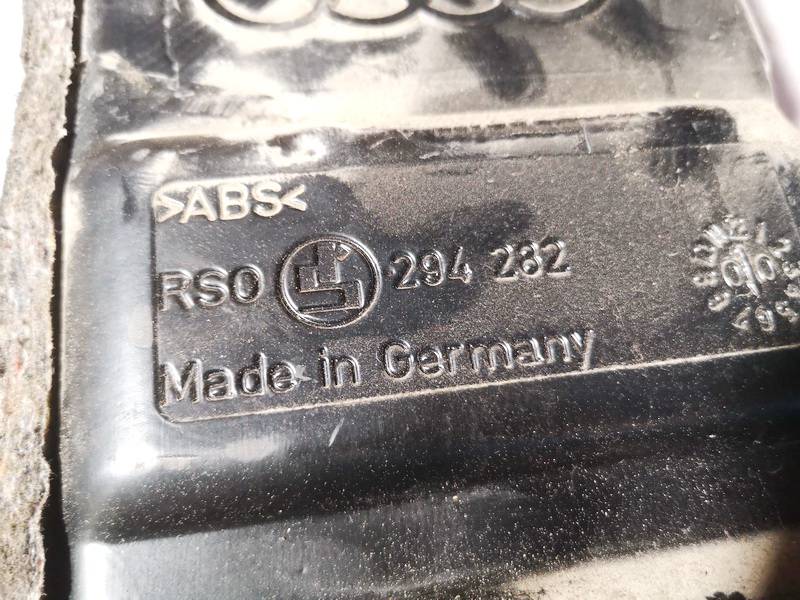 >ABS<
RSO 294 282
Made in Germany